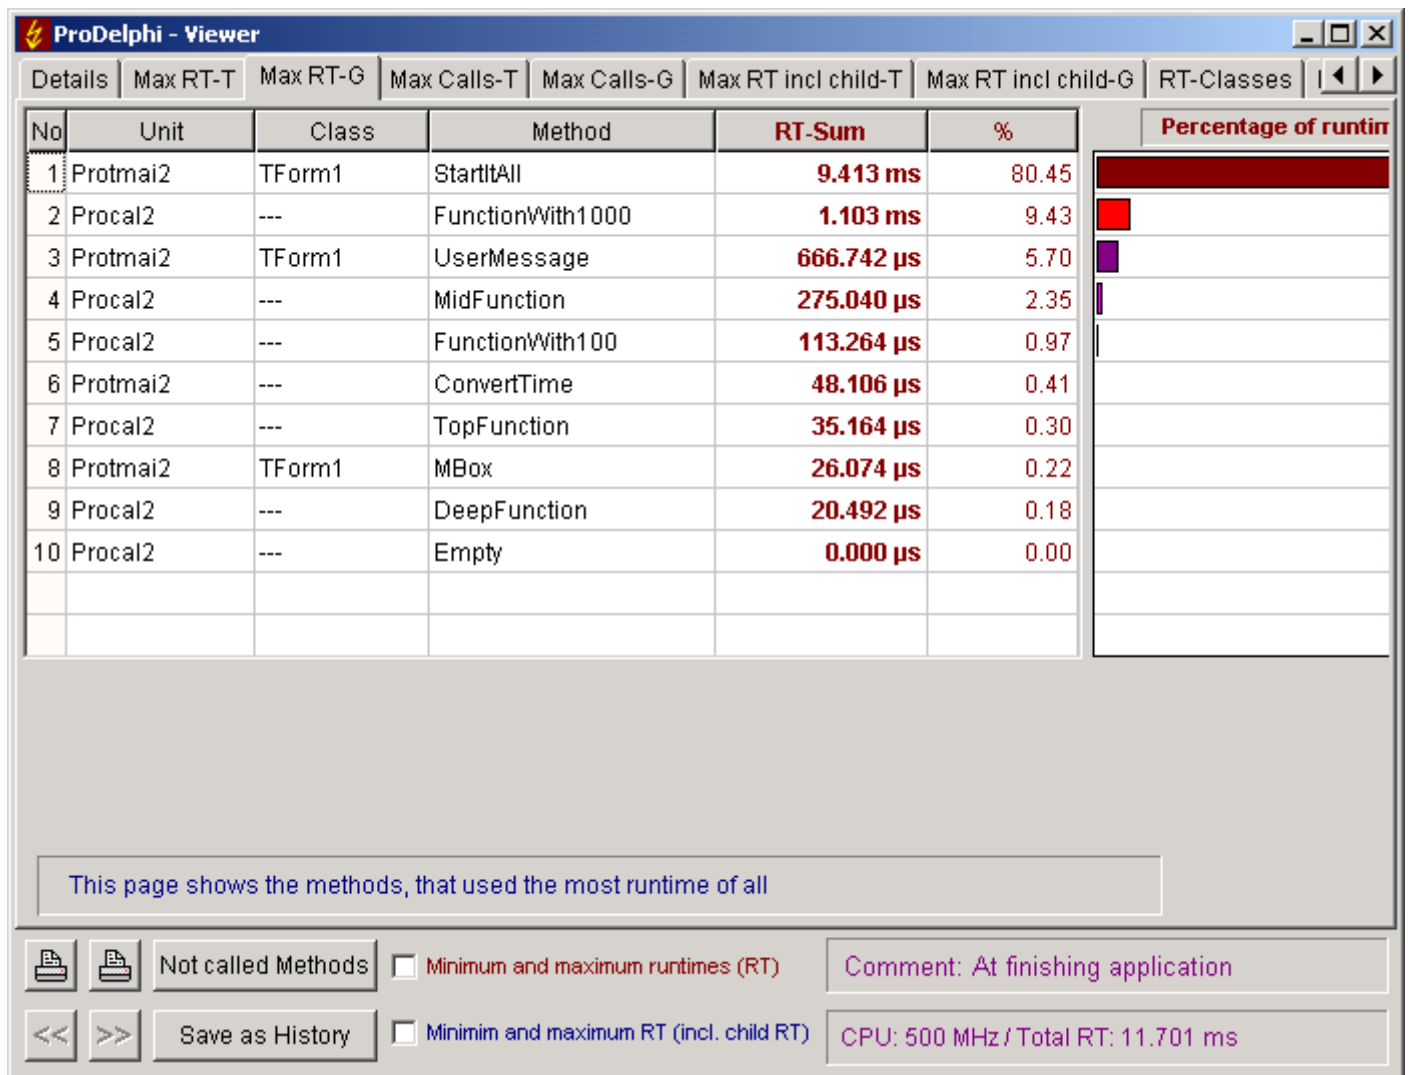 ProDelphi - Viewer
Details Max RT-T Max RT-G Max Calls-T Max Calls-G Max RT incl child-T Max RT incl child-G RT-Classes
No Unit Class Method RT-Sum % Percentage of runtim
1 Protmai2 TForm1 StartItAll 9.413 ms 80.45
2 Procal2 --- FunctionWith1000 1.103 ms 9.43
3 Protmai2 TForm1 UserMessage 666.742 µs 5.70
4 Procal2 --- MidFunction 275.040 µs 2.35
5 Procal2 --- FunctionWith100 113.264 µs 0.97
6 Protmai2 --- ConvertTime 48.106 µs 0.41
7 Procal2 --- TopFunction 35.164 µs 0.30
8 Protmai2 TForm1 MBox 26.074 µs 0.22
9 Procal2 --- DeepFunction 20.492 µs 0.18
10 Procal2 --- Empty 0.000 µs 0.00
This page shows the methods, that used the most runtime of all
Not called Methods Minimum and maximum runtimes (RT) Comment: At finishing application
<< >> Save as History Minimim and maximum RT (incl. child RT) CPU: 500 MHz / Total RT: 11.701 ms